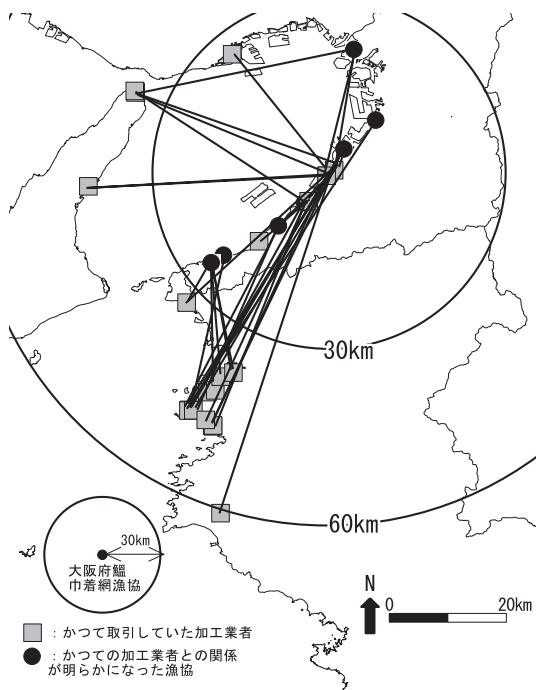 30km
60km
30km
大阪府鰮
巾着網漁協
N
0
20km
：かつて取引していた加工業者
：かつての加工業者との関係
が明らかになった漁協